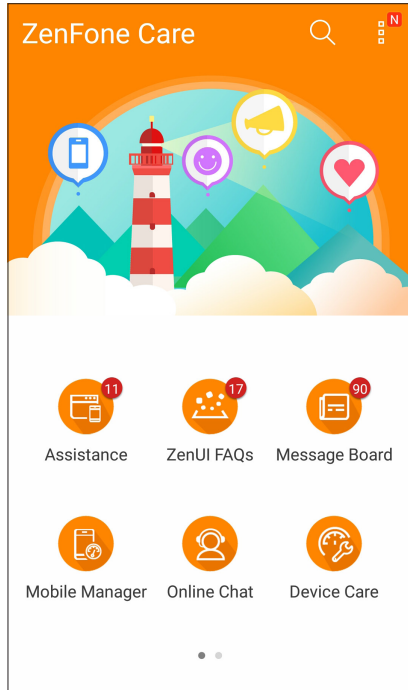 ZenFone Care
N
11
17
90
Assistance
ZenUI FAQs
Message Board
Mobile Manager
Online Chat
Device Care